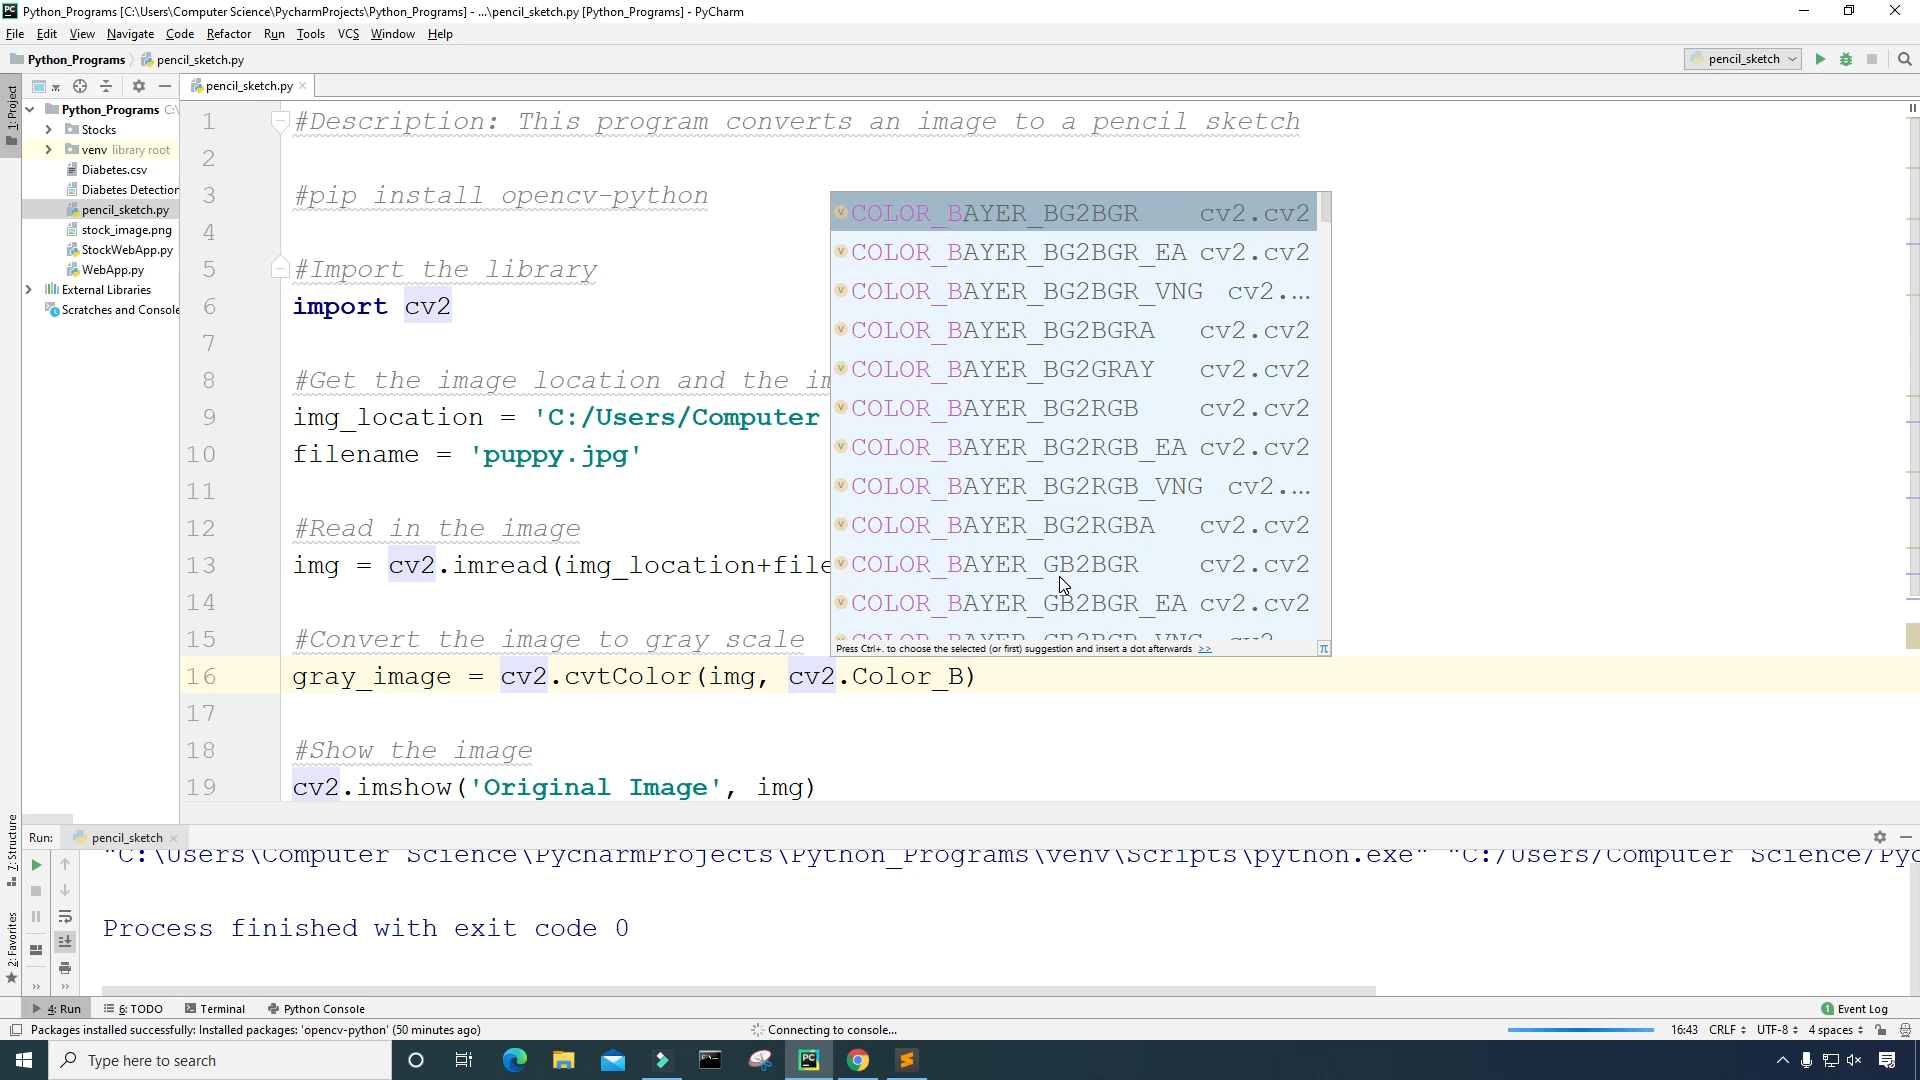 Python_Programs [C:\Users\Computer Science\PycharmProjects\Python_Programs] - ...\pencil_sketch.py [Python_Programs] - PyCharm
File Edit View Navigate Code Refactor Run Tools VCS Window Help
Python_Programs pencil_sketch.py
pencil_sketch
1: Project
pencil_sketch.py
Python_Programs C:\
Stocks
venv library root
Diabetes.csv
Diabetes Detection
pencil_sketch.py
stock_image.png
StockWebApp.py
WebApp.py
External Libraries
Scratches and Console
1 #Description: This program converts an image to a pencil sketch
2
3 #pip install opencv-python
4
5 #Import the library
6 import cv2
7
8 #Get the image location and the im
9 img_location = 'C:/Users/Computer
10 filename = 'puppy.jpg'
11
12 #Read in the image
13 img = cv2.imread(img_location+file
14
15 #Convert the image to gray scale
16 gray_image = cv2.cvtColor(img, cv2.Color_B)
17
18 #Show the image
19 cv2.imshow('Original Image', img)
COLOR_BAYER_BG2BGR cv2.cv2
COLOR_BAYER_BG2BGR_EA cv2.cv2
COLOR_BAYER_BG2BGR_VNG cv2....
COLOR_BAYER_BG2BGRA cv2.cv2
COLOR_BAYER_BG2GRAY cv2.cv2
COLOR_BAYER_BG2RGB cv2.cv2
COLOR_BAYER_BG2RGB_EA cv2.cv2
COLOR_BAYER_BG2RGB_VNG cv2....
COLOR_BAYER_BG2RGBA cv2.cv2
COLOR_BAYER_GB2BGR cv2.cv2
COLOR_BAYER_GB2BGR_EA cv2.cv2
COLOR_BAYER_GB2BGR_VNG cv2
Press Ctrl+. to choose the selected (or first) suggestion and insert a dot afterwards >> π
Z: Structure
2: Favorites
Run: pencil_sketch
"C:\Users\Computer Science\PycharmProjects\Python_Programs\venv\Scripts\python.exe" "C:/Users/Computer Science/Pyc
Process finished with exit code 0
4: Run 6: TODO Terminal Python Console 1 Event Log
Packages installed successfully: Installed packages: 'opencv-python' (50 minutes ago) Connecting to console... 16:43 CRLF UTF-8 4 spaces
Type here to search